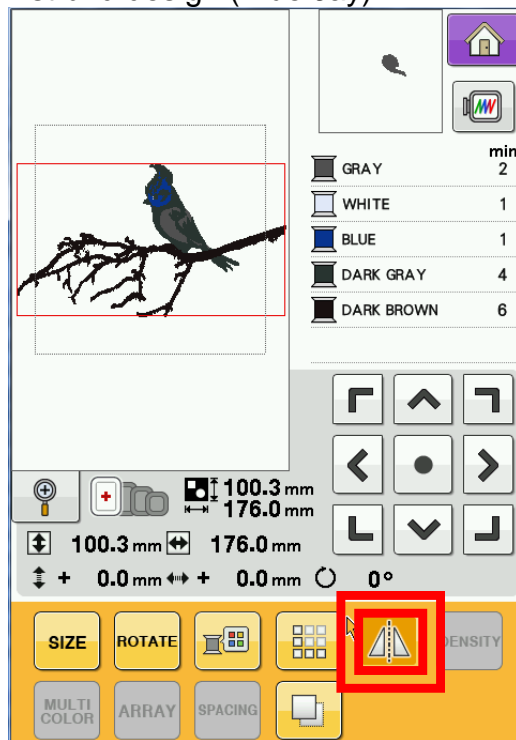 min
GRAY 2
WHITE 1
BLUE 1
DARK GRAY 4
DARK BROWN 6
100.3 mm
176.0 mm
100.3 mm 176.0 mm
+ 0.0 mm + 0.0 mm 0°
SIZE ROTATE
MULTI COLOR ARRAY SPACING